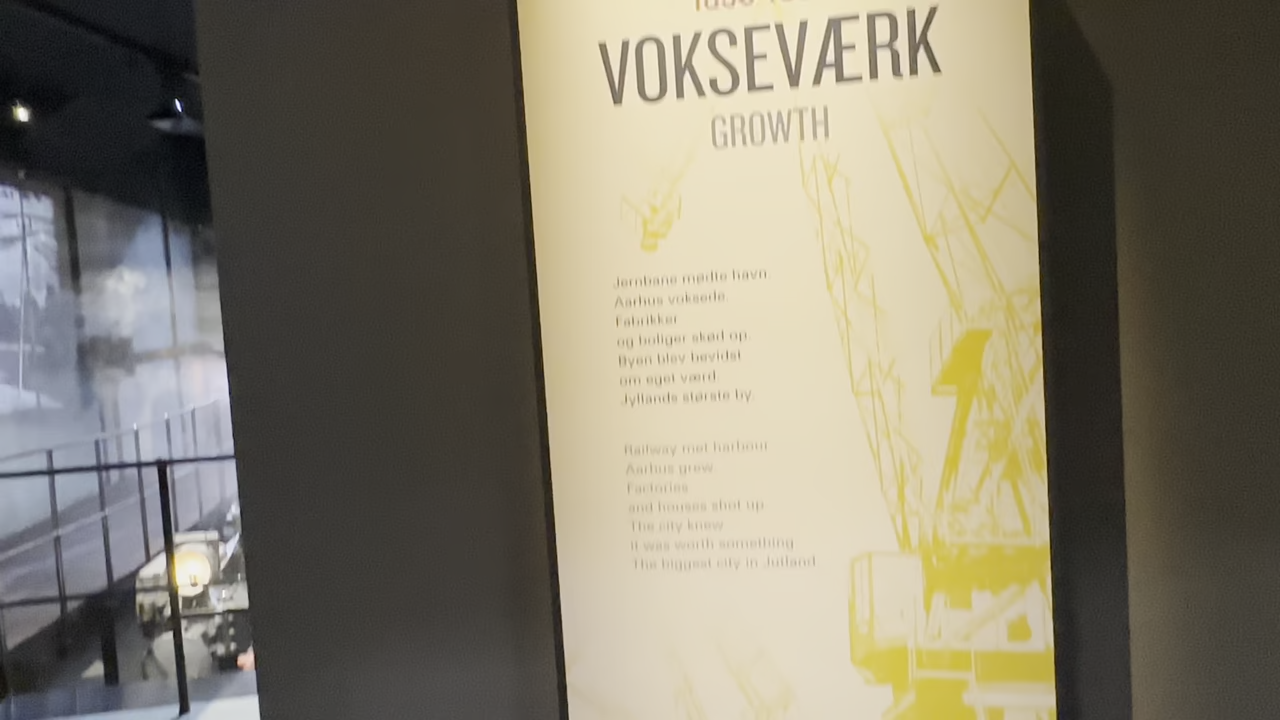 VOKSEVÆRK
GROWTH
Jernbane mødte havn.
Aarhus voksede.
Fabrikker
og boliger skød op.
Byen blev bevidst
om eget værd.
Jyllands største by.
Railway met harbour
Aarhus grew.
Factories
and houses shot up
The city knew
it was worth something
The biggest city in Jutland